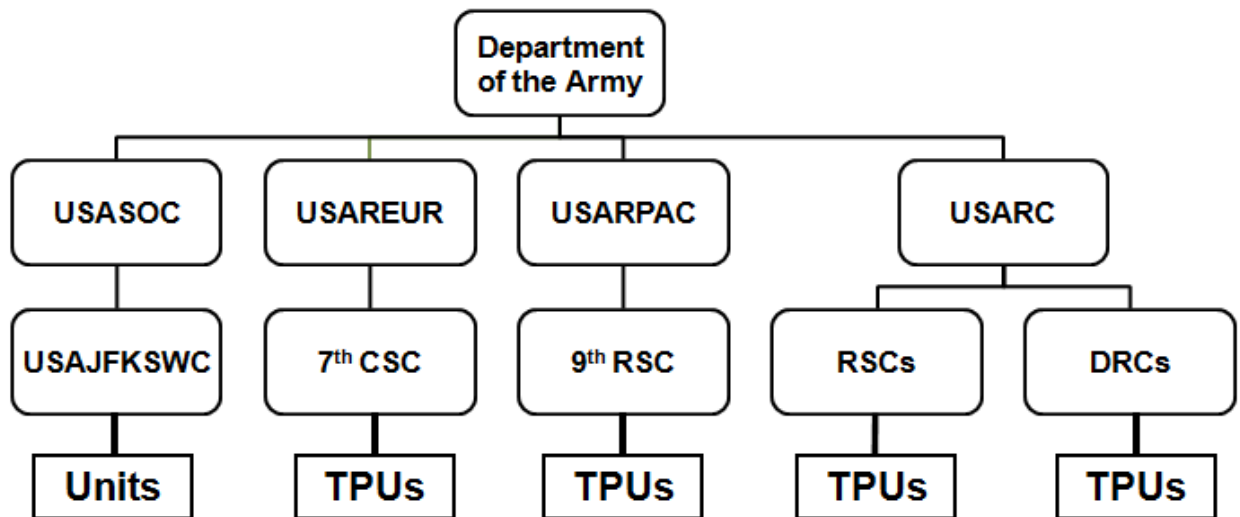 Department
of the Army
USASOC
USAREUR
USARPAC
USARC
USAJFKSWC
7th CSC
9th RSC
RSCs
DRCs
Units
TPUs
TPUs
TPUs
TPUs